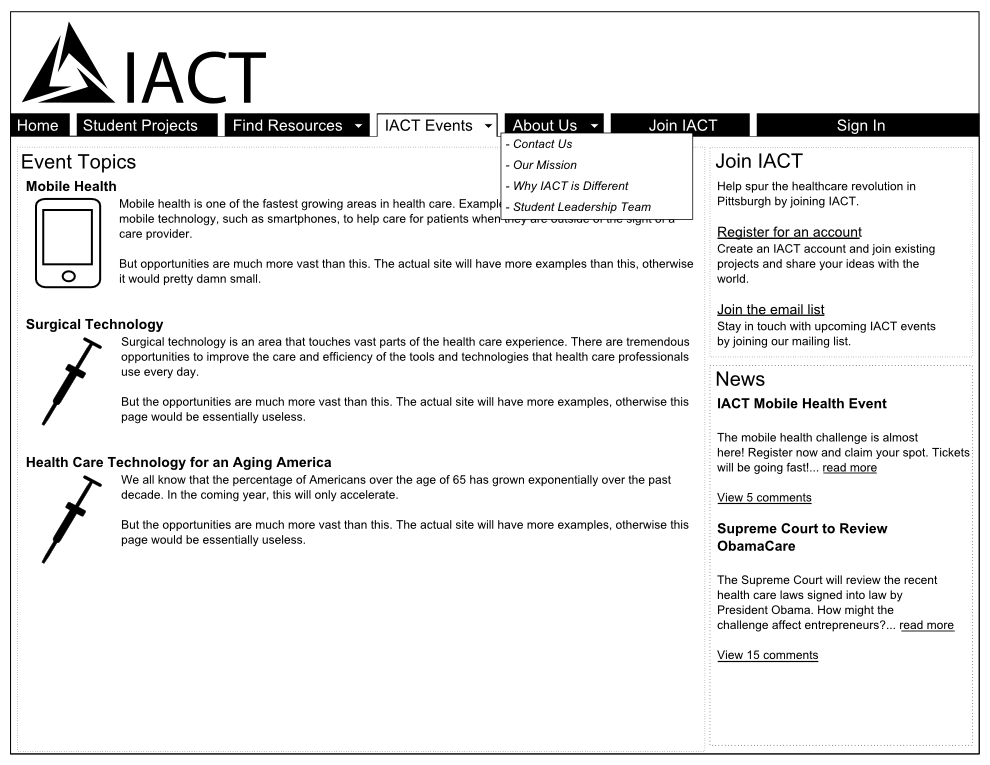 IACT
Home Student Projects Find Resources IACT Events About Us Join IACT Sign In
- Contact Us
- Our Mission
- Why IACT is Different
- Student Leadership Team
Event Topics
Mobile Health
Mobile health is one of the fastest growing areas in health care.
mobile technology, such as smartphones, to help care for patients when they are outside of the sight of a
care provider.
But opportunities are much more vast than this. The actual site will have more examples than this, otherwise
it would pretty damn small.
Surgical Technology
Surgical technology is an area that touches vast parts of the health care experience. There are tremendous
opportunities to improve the care and efficiency of the tools and technologies that health care professionals
use every day.
But the opportunities are much more vast than this. The actual site will have more examples, otherwise this
page would be essentially useless.
Health Care Technology for an Aging America
We all know that the percentage of Americans over the age of 65 has grown exponentially over the past
decade. In the coming year, this will only accelerate.
But the opportunities are much more vast than this. The actual site will have more examples, otherwise this
page would be essentially useless.
Join IACT
Help spur the healthcare revolution in
Pittsburgh by joining IACT.
Register for an account
Create an IACT account and join existing
projects and share your ideas with the
world.
Join the email list
Stay in touch with upcoming IACT events
by joining our mailing list.
News
IACT Mobile Health Event
The mobile health challenge is almost
here! Register now and claim your spot. Tickets
will be going fast!... read more
View 5 comments
Supreme Court to Review
ObamaCare
The Supreme Court will review the recent
health care laws signed into law by
President Obama. How might the
challenge affect entrepreneurs?... read more
View 15 comments